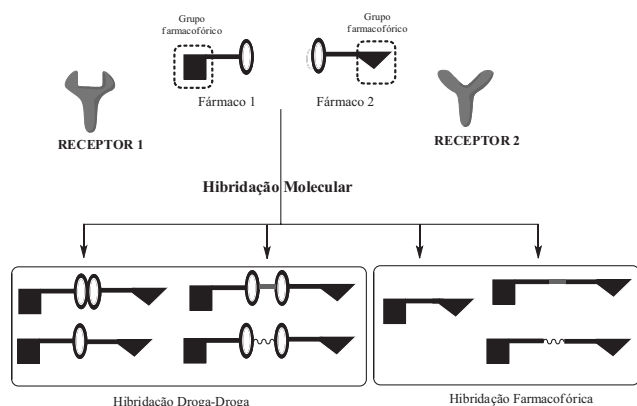 Grupo
farmacofórico
Grupo
farmacofórico
Fármaco 1
Fármaco 2
RECEPTOR 1
RECEPTOR 2
Hibridação Molecular
Hibridação Droga-Droga
Hibridação Farmacofórica